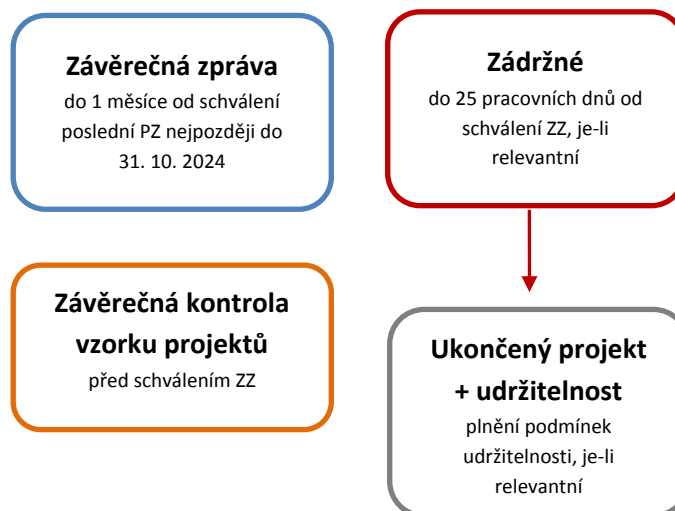 Závěrečná zpráva
do 1 měsíce od schválení
poslední PZ nejpozději do
31. 10. 2024
Zádržné
do 25 pracovních dnů od
schválení ZZ, je-li
relevantní
Závěrečná kontrola
vzorku projektů
před schválením ZZ
Ukončený projekt
+ udržitelnost
plnění podmínek
udržitelnosti, je-li
relevantní